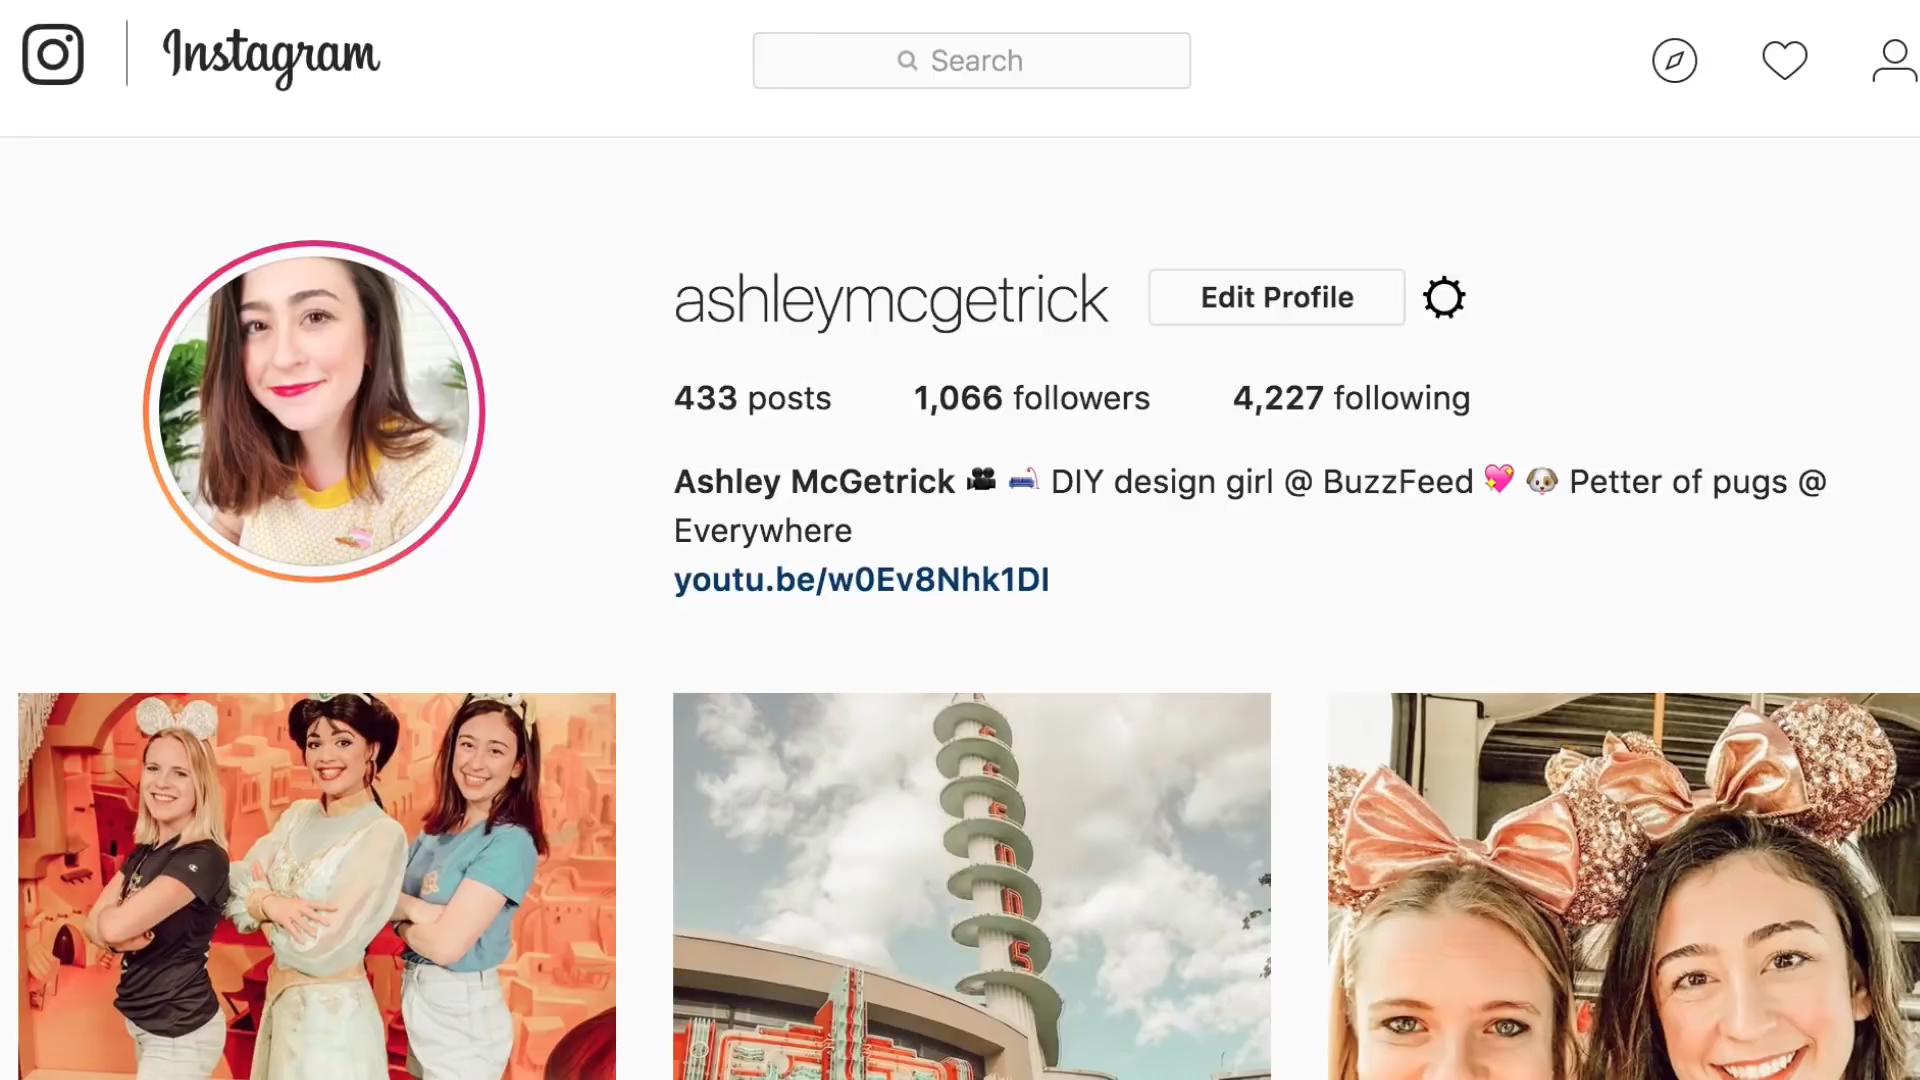 Instagram
Search
ashleymcgetrick
Edit Profile
433 posts 1,066 followers 4,227 following
Ashley McGetrick 🎥 🛋 DIY design girl @ BuzzFeed 💖 🐶 Petter of pugs @
Everywhere
youtu.be/w0Ev8Nhk1DI